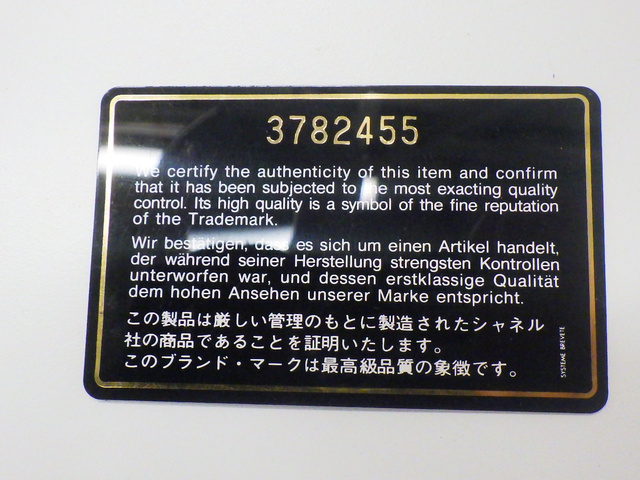 3782455
We certify the authenticity of this item and confirm
that it has been subjected to the most exacting quality
control. Its high quality is a symbol of the fine reputation
of the Trademark.
Wir bestätigen, dass es sich um einen Artikel handelt,
der während seiner Herstellung strengsten Kontrollen
unterworfen war, und dessen erstklassige Qualität
dem hohen Ansehen unserer Marke entspricht.
この製品は厳しい管理のもとに製造されたシャネル
社の商品であることを証明いたします。
このブランド・マークは最高級品質の象徴です。
SYSTEME BREVETE